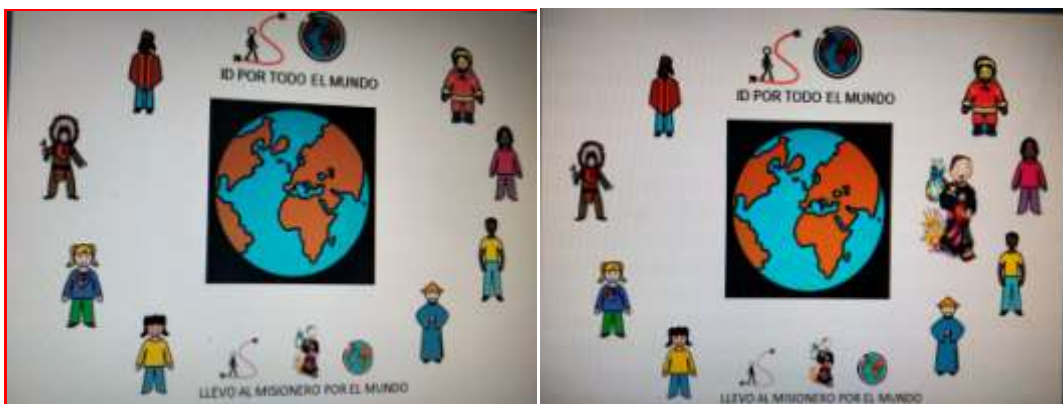 ID POR TODO EL MUNDO
LLEVO AL MISIONERO POR EL MUNDO
ID POR TODO EL MUNDO
LLEVO AL MISIONERO POR EL MUNDO